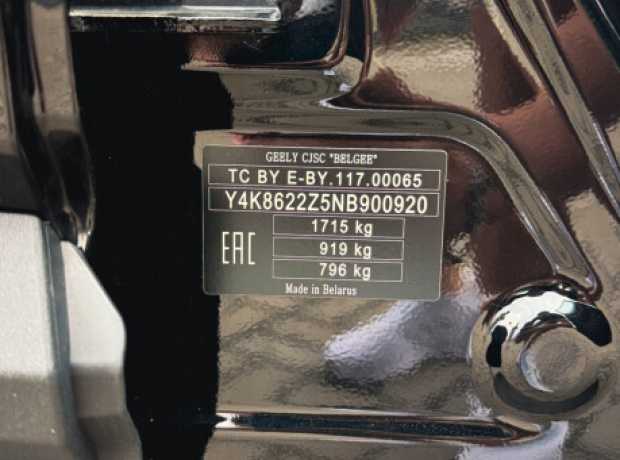 GEELY CJSC "BELGEE"
TC BY E-BY.117.00065
Y4K8622Z5NB900920
1715 kg
EAC
919 kg
796 kg
Made in Belarus